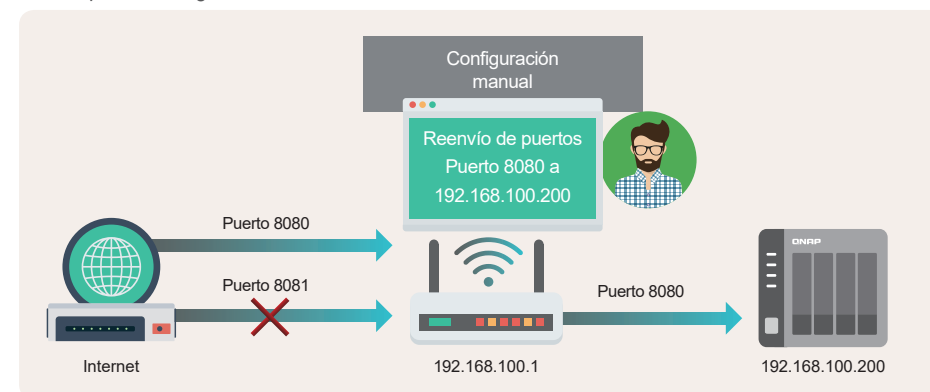 Configuración
manual
Reenvío de puertos
Puerto 8080 a
192.168.100.200
Puerto 8080
Puerto 8081
Puerto 8080
QNAP
Internet
192.168.100.1
192.168.100.200